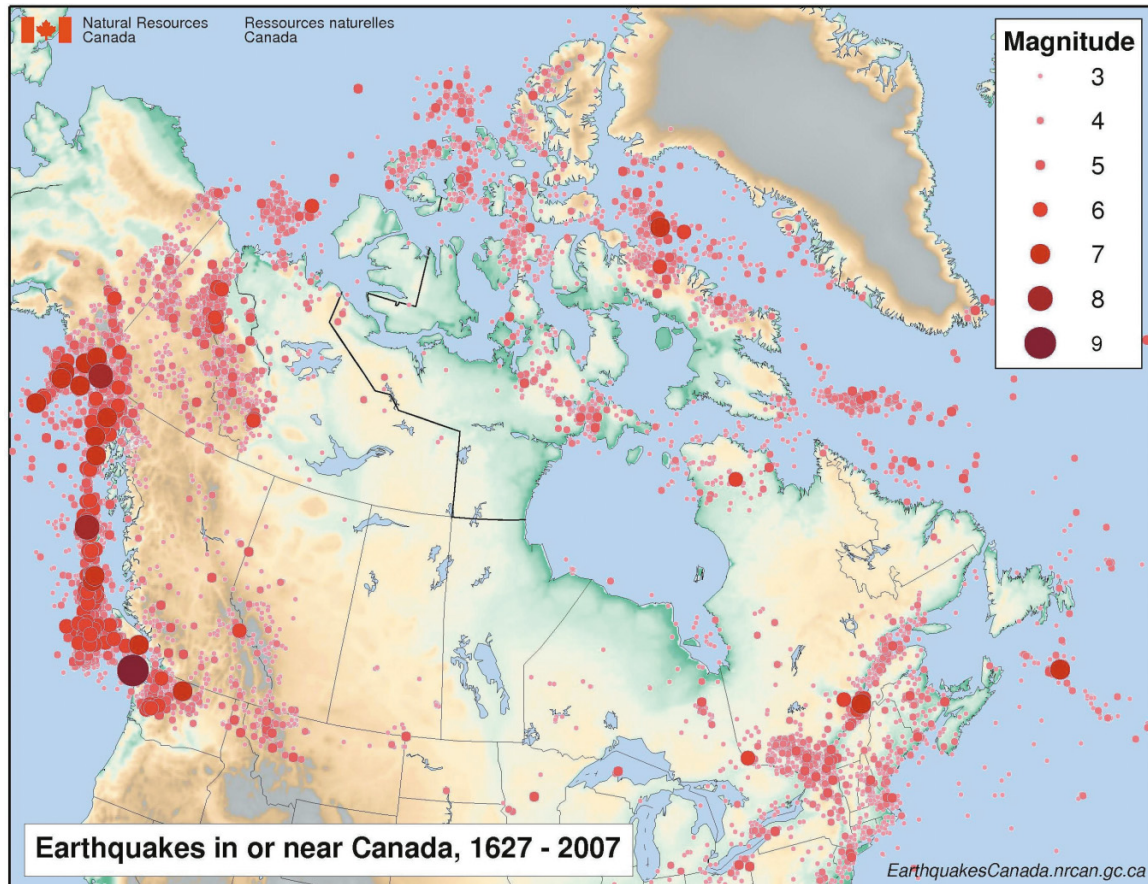 Natural Resources
Canada
Ressources naturelles
Canada
Magnitude
3
4
5
6
7
8
9
Earthquakes in or near Canada, 1627 - 2007
EarthquakesCanada.nrcan.gc.ca